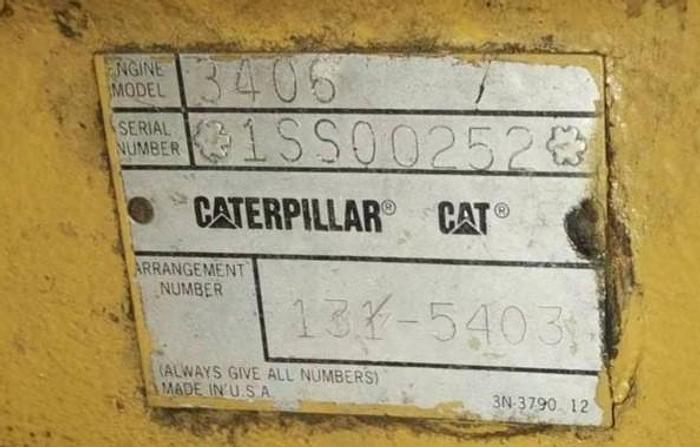 ENGINE MODEL 3406 /
SERIAL NUMBER 1SS00252
CATERPILLAR® CAT®
ARRANGEMENT NUMBER 131-5403
(ALWAYS GIVE ALL NUMBERS)
MADE IN U.S.A 3N-3790 12